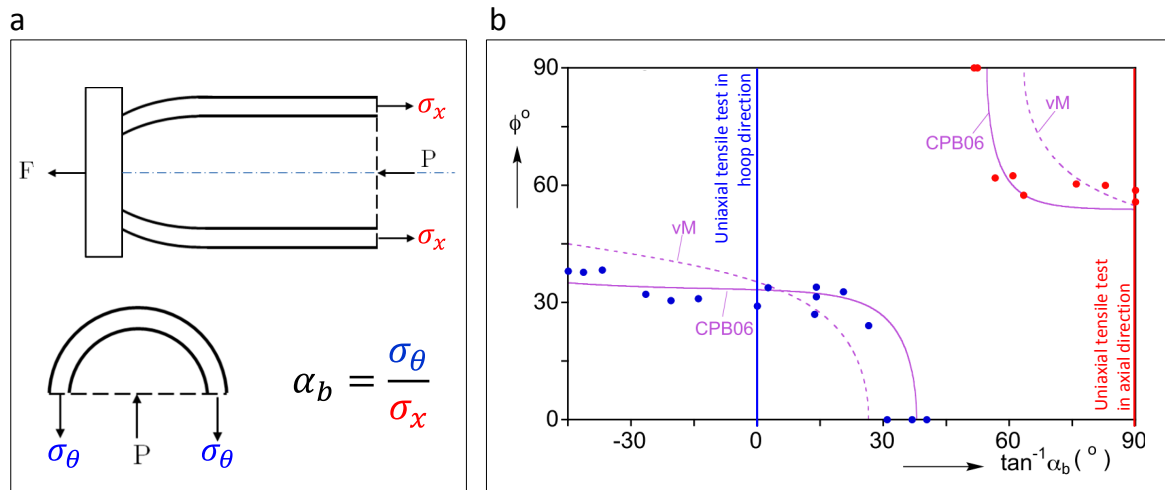 a
b
σx
F
P
σx
σθ
P
σθ
αb = σθ / σx
90
60
30
0
ϕº
vM
CPB06
Uniaxial tensile test in
hoop direction
vM
CPB06
Uniaxial tensile test
in axial direction
-30
0
30
60
90
tan⁻¹αb(º)